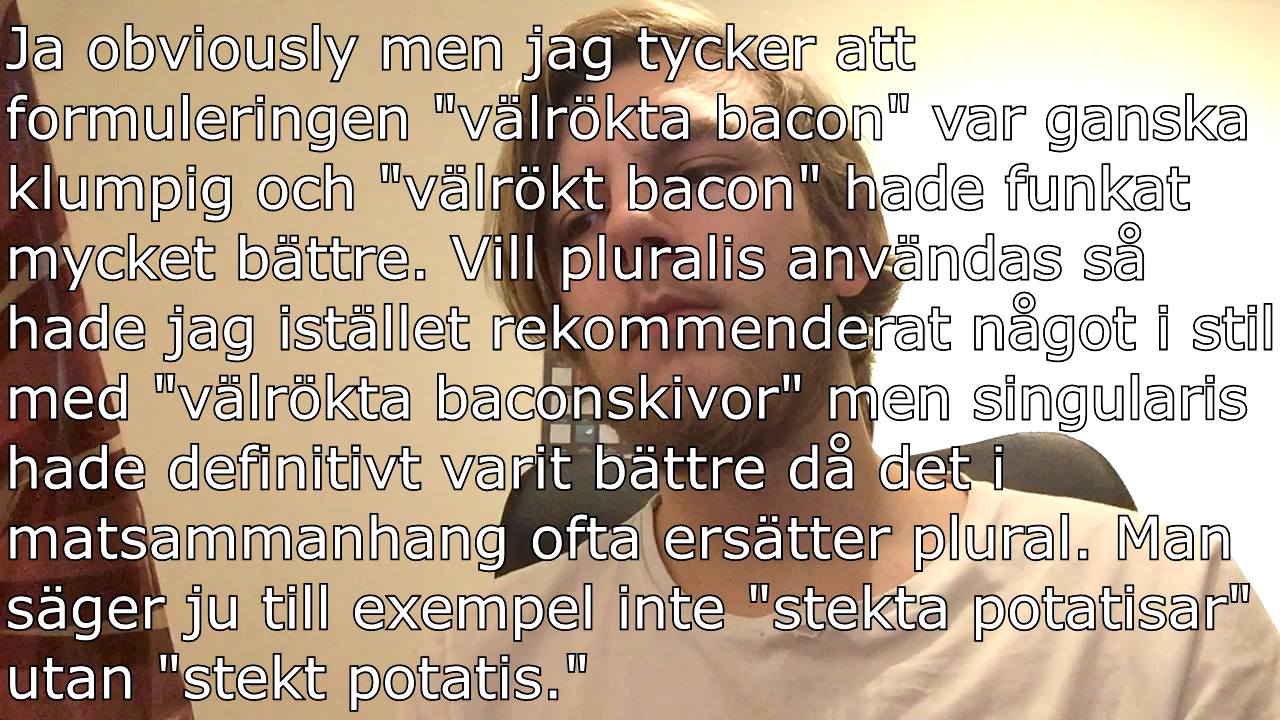 Ja obviously men jag tycker att
formuleringen "välrökta bacon" var ganska
klumpig och "välrökt bacon" hade funkat
mycket bättre. Vill pluralis användas så
hade jag istället rekommenderat något i stil
med "välrökta baconskivor" men singularis
hade definitivt varit bättre då det i
matsammanhang ofta ersätter plural. Man
säger ju till exempel inte "stekta potatisar"
utan "stekt potatis."